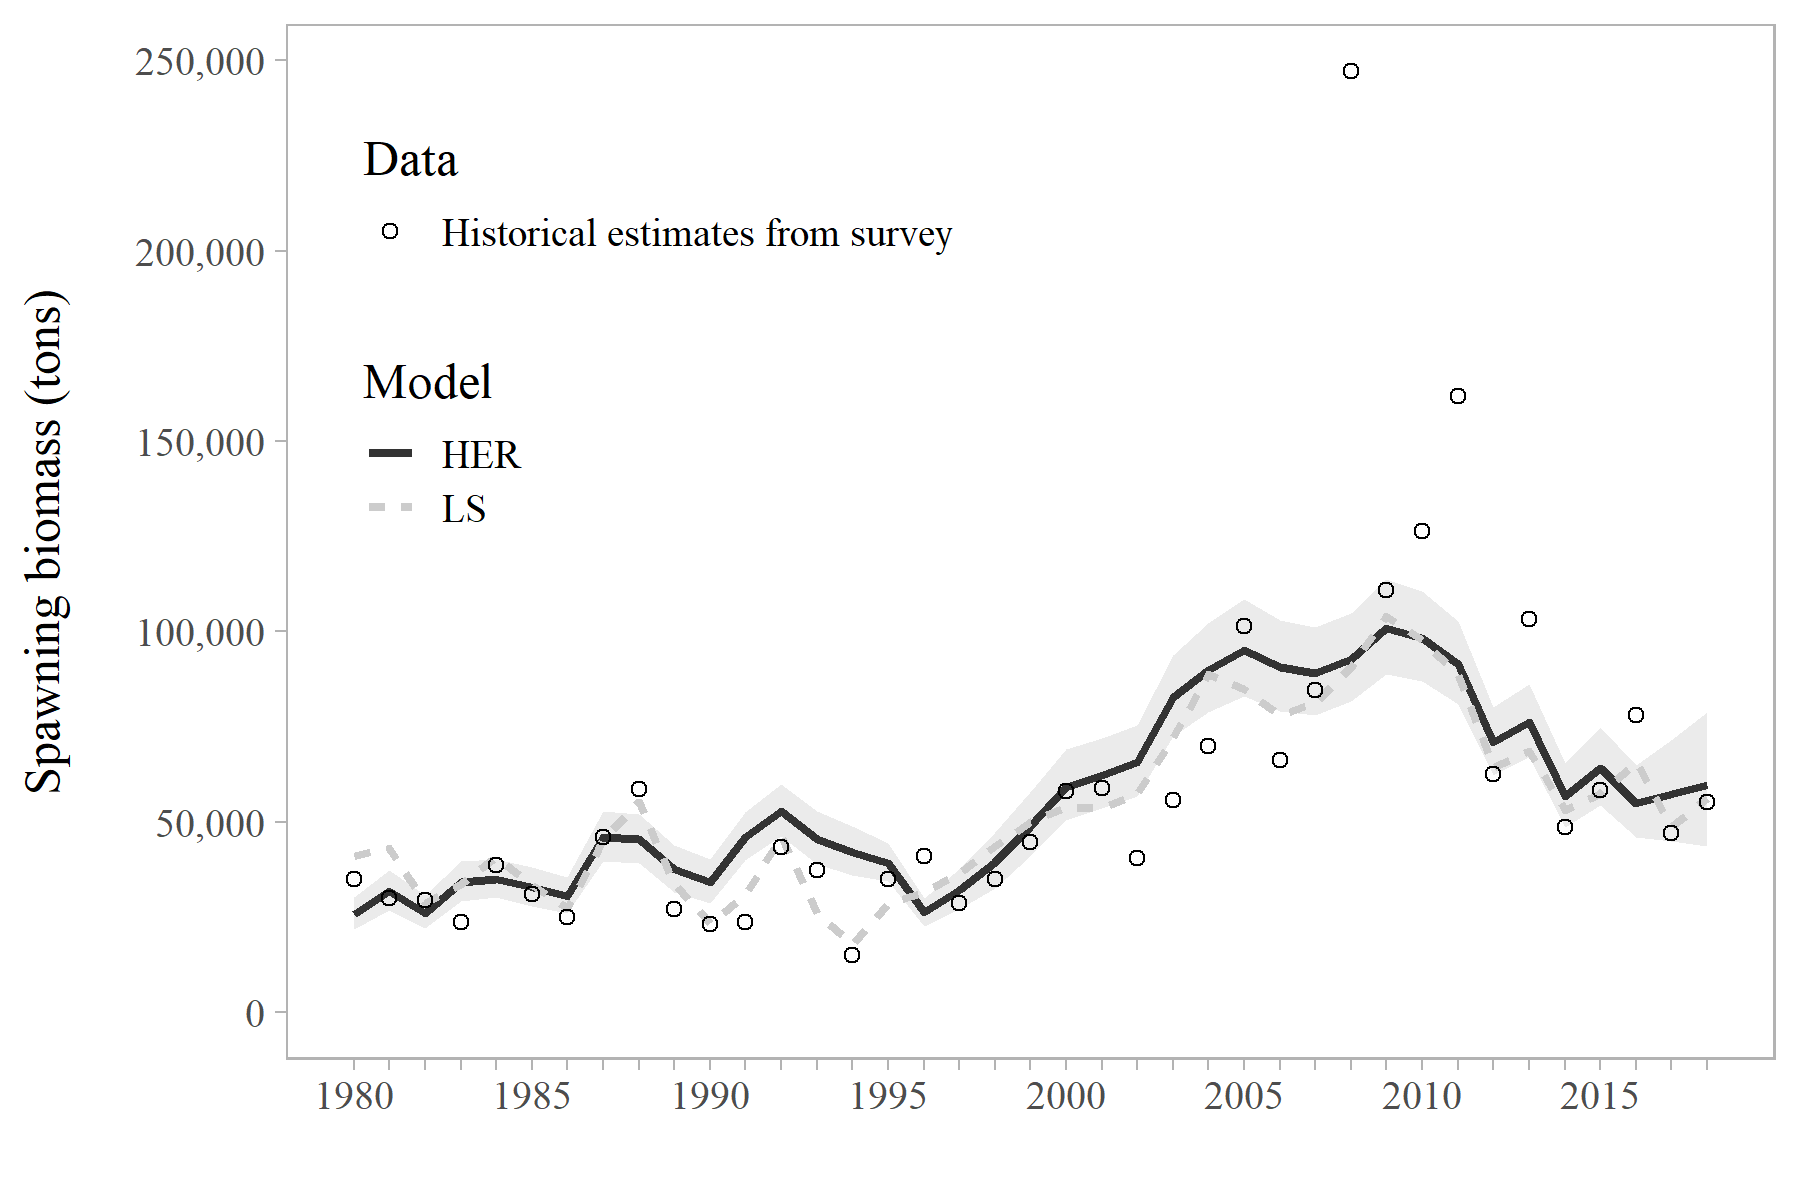 Spawning biomass (tons)
250,000
200,000
150,000
100,000
50,000
0
Data
Historical estimates from survey
Model
HER
LS
1980 1985 1990 1995 2000 2005 2010 2015